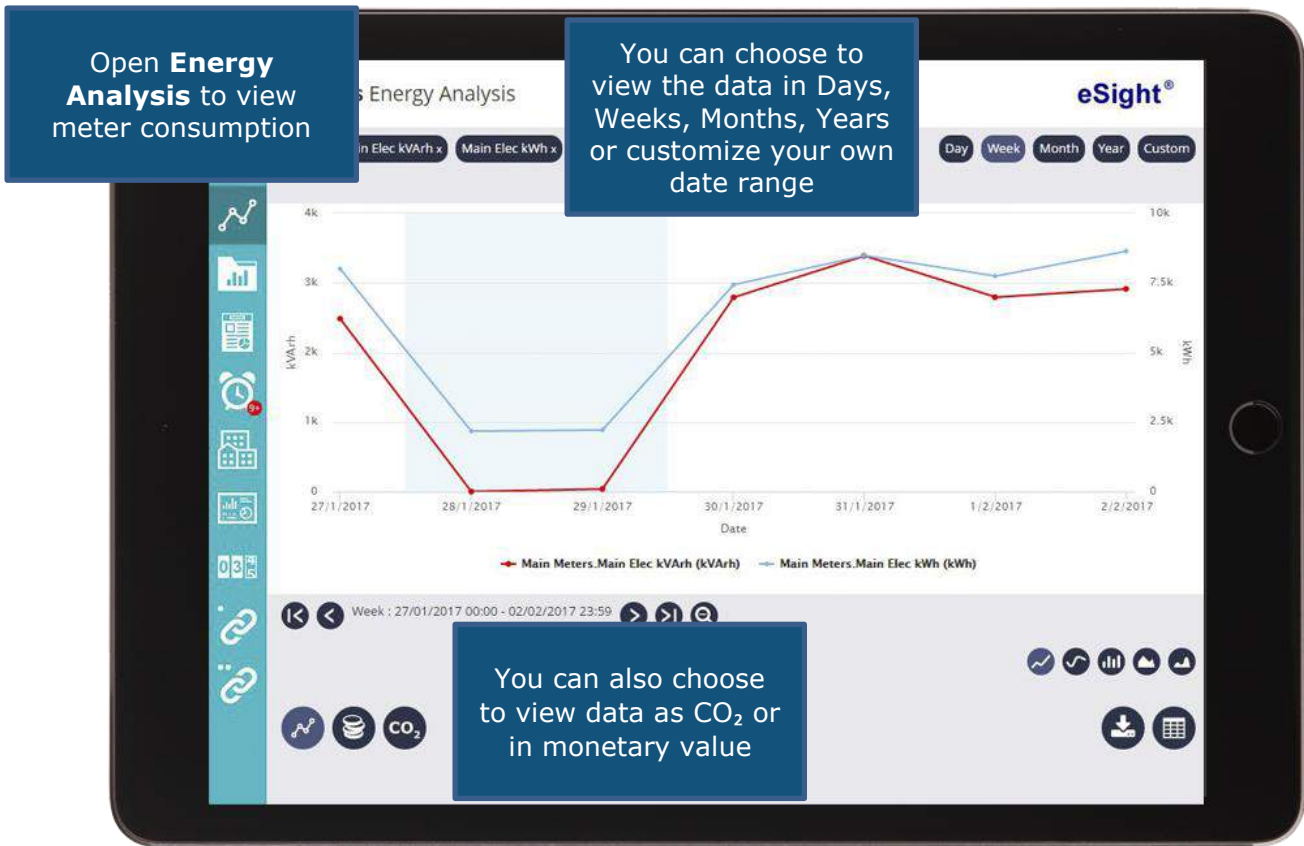 Open Energy
Analysis to view
meter consumption
You can choose to
view the data in Days,
Weeks, Months, Years
or customize your own
date range
Energy Analysis
eSight®
Elec kVArh x
Main Elec kWh x
Day Week Month Year Custom
4k
10k
3k
7.5k
2k
5k
kVArh
kWh
1k
2.5k
0
0
27/1/2017 28/1/2017 29/1/2017 30/1/2017 31/1/2017 1/2/2017 2/2/2017
Date
Main Meters.Main Elec kVArh (kVArh) Main Meters.Main Elec kWh (kWh)
9+
03
Week : 27/01/2017 00:00 - 02/02/2017 23:59
You can also choose
to view data as CO₂ or
in monetary value
CO₂